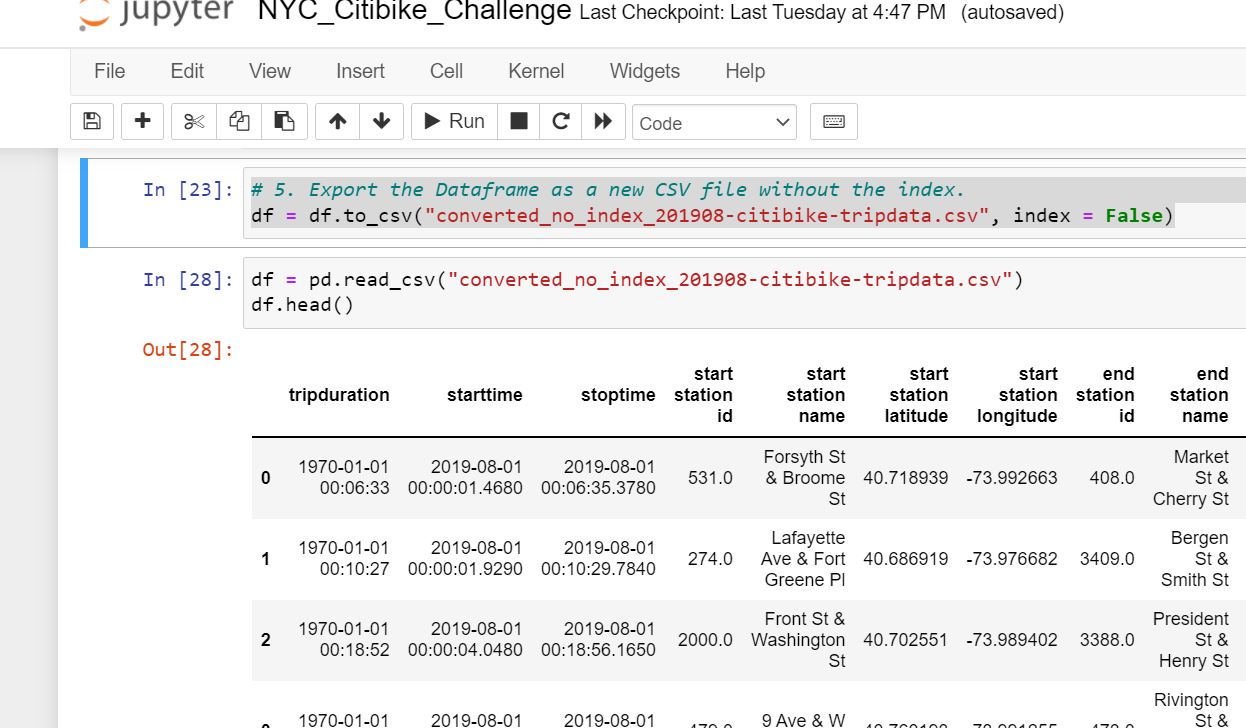 jupyter NYC_Citibike_Challenge Last Checkpoint: Last Tuesday at 4:47 PM (autosaved)
File Edit View Insert Cell Kernel Widgets Help
Run Code
In [23]: # 5. Export the Dataframe as a new CSV file without the index.
df = df.to_csv("converted_no_index_201908-citibike-tripdata.csv", index = False)
In [28]: df = pd.read_csv("converted_no_index_201908-citibike-tripdata.csv")
df.head()
Out[28]:
start start start start end end
tripduration starttime stoptime station station station station station station
id name latitude longitude id name
Forsyth St Market
1970-01-01 2019-08-01 2019-08-01
0 & Broome 531.0 40.718939 -73.992663 408.0 St &
00:06:33 00:00:01.4680 00:06:35.3780
St Cherry St
Lafayette Bergen
1970-01-01 2019-08-01 2019-08-01
1 274.0 Ave & Fort 40.686919 -73.976682 3409.0 St &
00:10:27 00:00:01.9290 00:10:29.7840
Greene Pl Smith St
Front St & President
1970-01-01 2019-08-01 2019-08-01
2 2000.0 Washington 40.702551 -73.989402 3388.0 St &
00:18:52 00:00:04.0480 00:18:56.1650
St Henry St
Rivington
1970-01-01 2019-08-01 2019-08-01 9 Ave & W St &